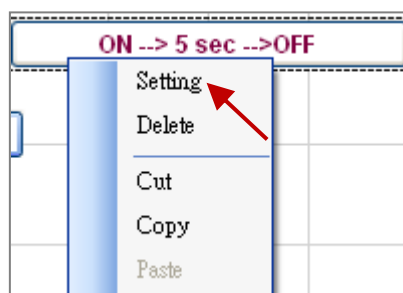 ON --> 5 sec -->OFF
Setting
Delete
Cut
Copy
Paste